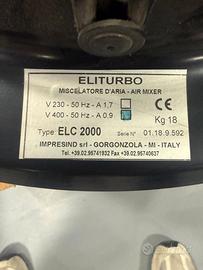 ELITURBO
MISCELATORE D'ARIA - AIR MIXER
V 230 - 50 Hz - A 1,7
V 400 - 50 Hz - A 0.9
CE
Kg 18
Type: ELC 2000
Serie N° 01.18.9.592
IMPRESIND srl - GORGONZOLA - MI - ITALY
Tel. +39.02.95741932 Fax +39.02.95740637